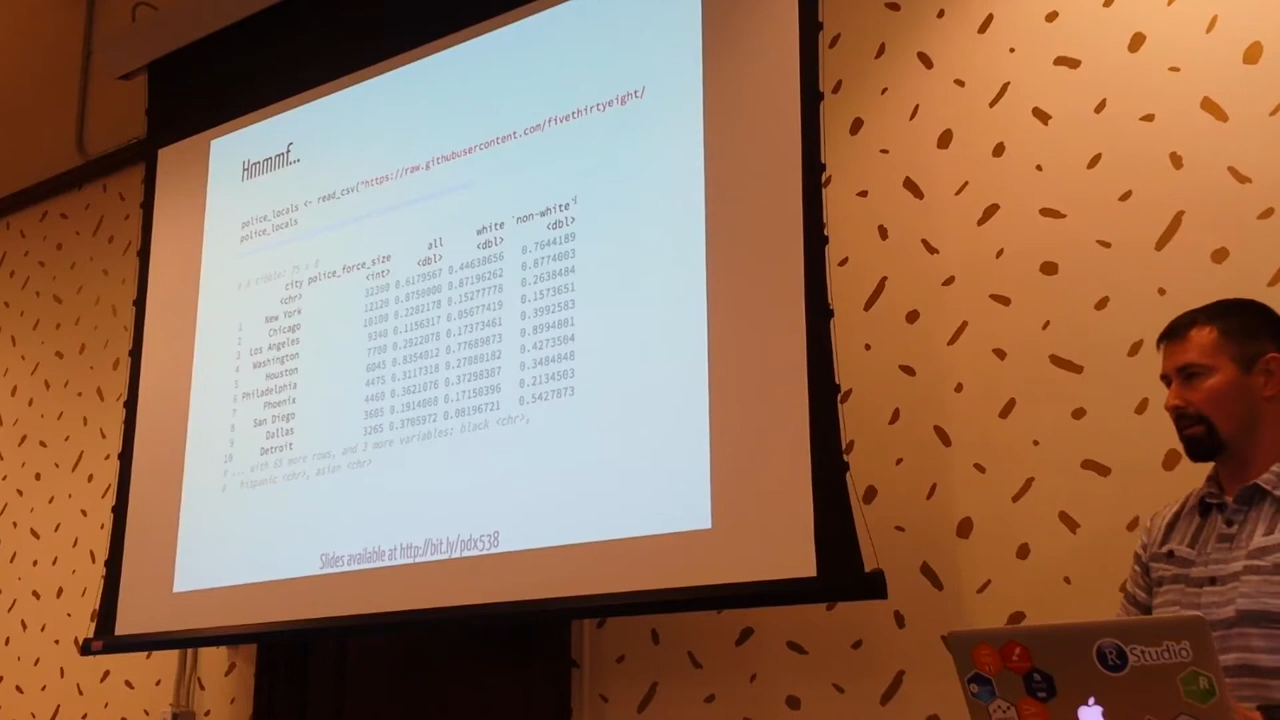 Hmmmf...
police_locals <- read_csv("https://raw.githubusercontent.com/fivethirtyeight/
police_locals
# A tibble: 75 x 8
city police_force_size all white `non-white`
<chr> <int> <dbl> <dbl> <dbl>
1 New York 32300 0.6179567 0.44638656 0.7644189
2 Chicago 12120 0.8750000 0.87196262 0.8774003
3 Los Angeles 10100 0.2282178 0.15277778 0.2638484
4 Washington 9340 0.1156317 0.05677419 0.1573651
5 Houston 7700 0.2922078 0.17373461 0.3992583
6 Philadelphia 6045 0.8354012 0.77689873 0.8994801
7 Phoenix 4475 0.3117318 0.27080182 0.4273504
8 San Diego 4460 0.3621076 0.37298387 0.3484848
9 Dallas 3605 0.1914008 0.17150396 0.2134503
10 Detroit 3265 0.3705972 0.08196721 0.5427873
# ... with 65 more rows, and 3 more variables: black <chr>,
# hispanic <chr>, asian <chr>
Slides available at http://bit.ly/pdx538
R Studio
R